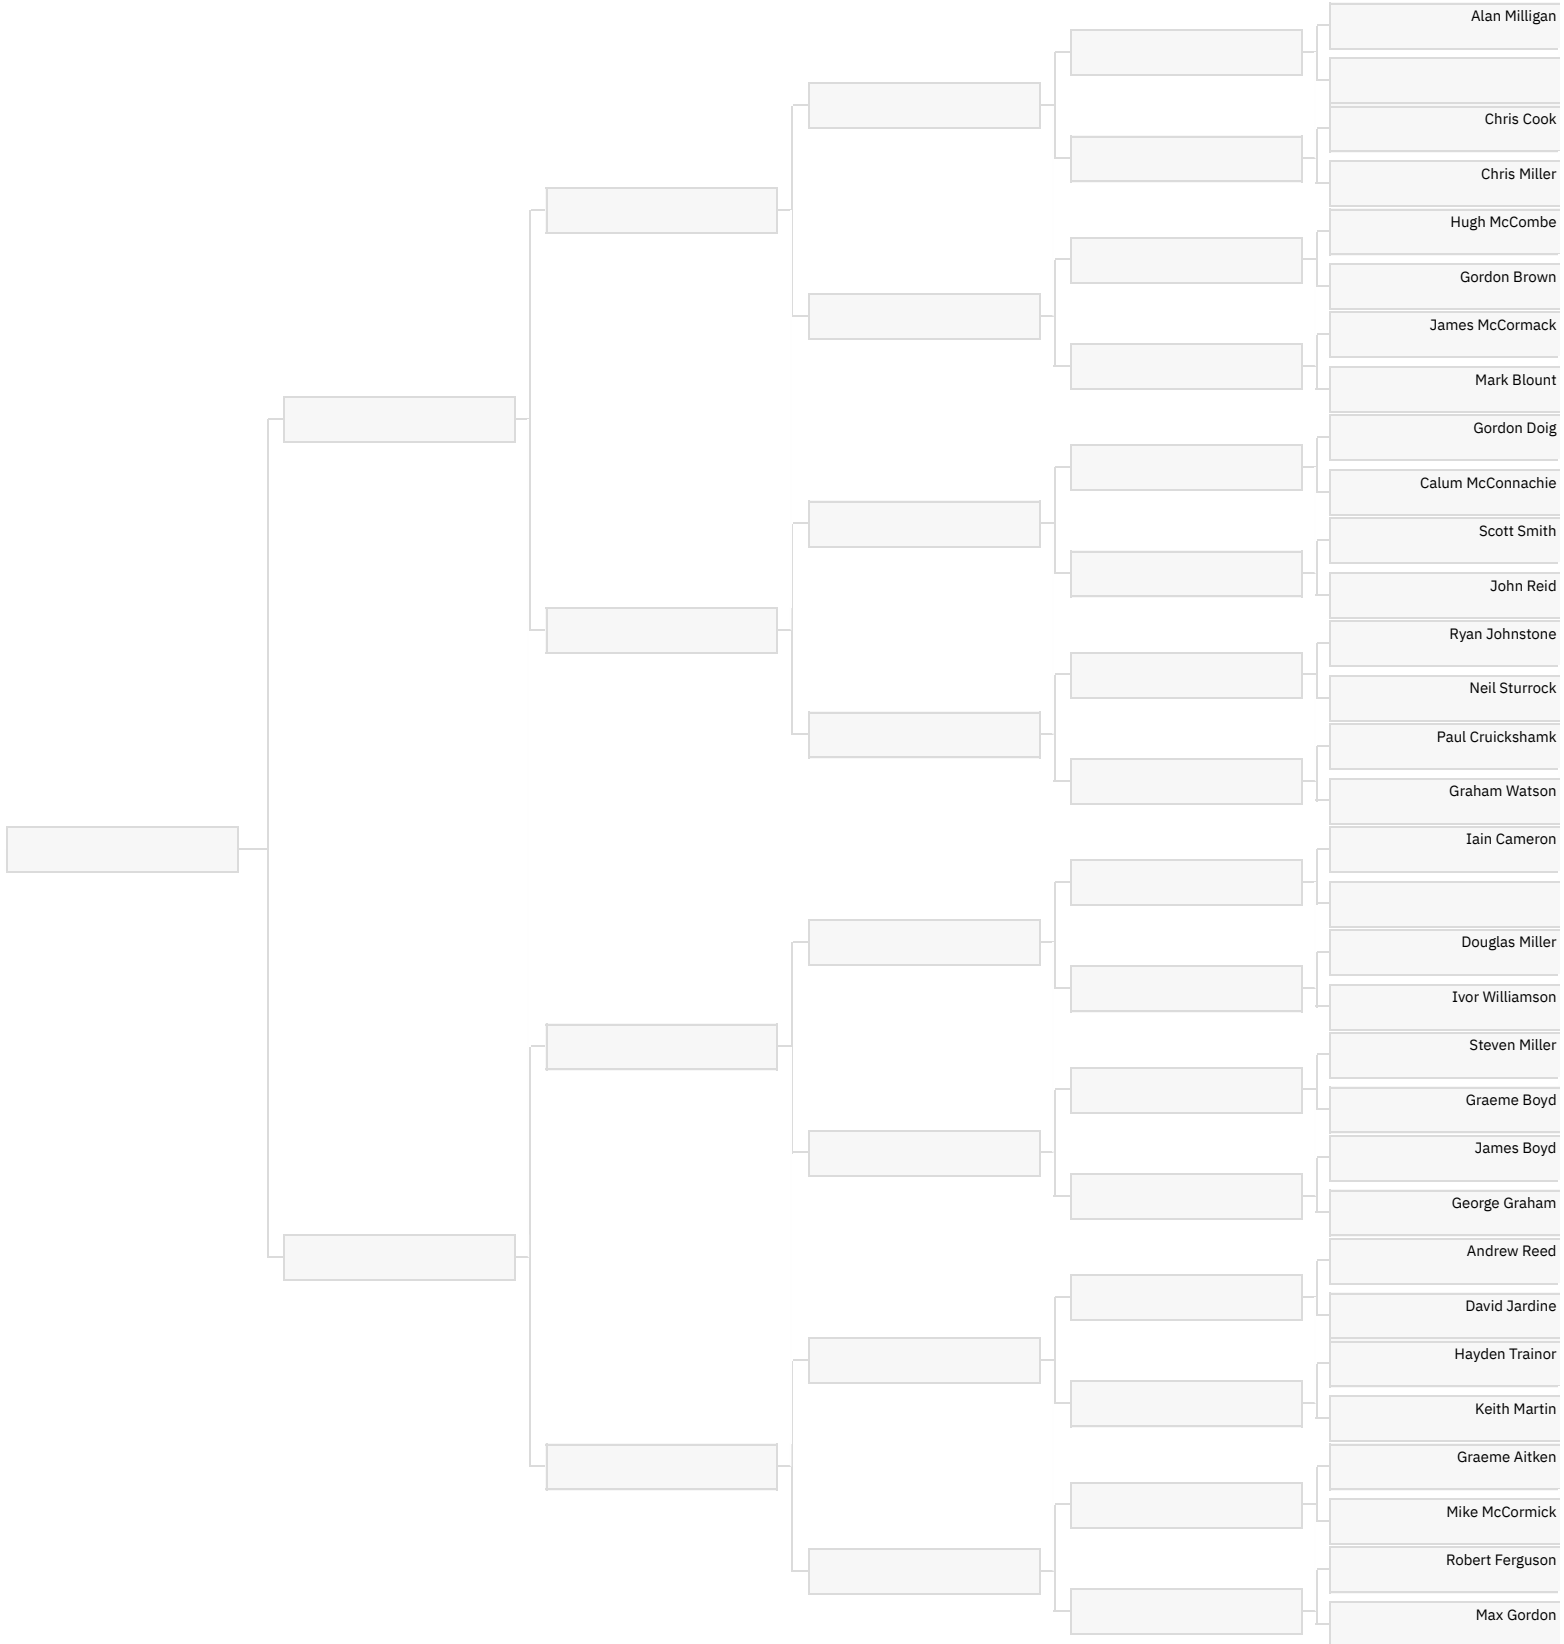 Alan Milligan
Chris Cook
Chris Miller
Hugh McCombe
Gordon Brown
James McCormack
Mark Blount
Gordon Doig
Calum McConnachie
Scott Smith
John Reid
Ryan Johnstone
Neil Sturrock
Paul Cruickshamk
Graham Watson
Iain Cameron
Douglas Miller
Ivor Williamson
Steven Miller
Graeme Boyd
James Boyd
George Graham
Andrew Reed
David Jardine
Hayden Trainor
Keith Martin
Graeme Aitken
Mike McCormick
Robert Ferguson
Max Gordon